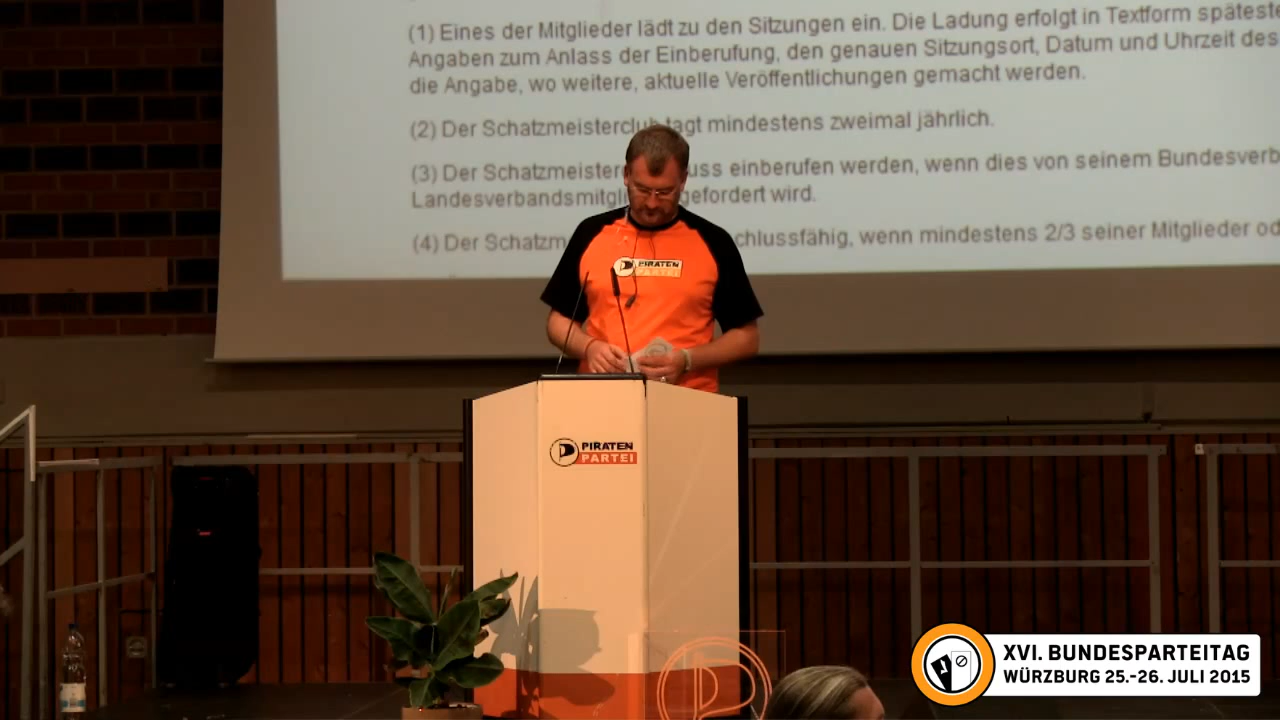 (1) Eines der Mitglieder lädt zu den Sitzungen ein. Die Ladung erfolgt in Textform spätest
Angaben zum Anlass der Einberufung, den genauen Sitzungsort, Datum und Uhrzeit des
die Angabe, wo weitere, aktuelle Veröffentlichungen gemacht werden.
(2) Der Schatzmeisterclub tagt mindestens zweimal jährlich.
(3) Der Schatzmeister uss einberufen werden, wenn dies von seinem Bundesverb
Landesverbandsmitgli gefordert wird.
(4) Der Schatzm chlussfähig, wenn mindestens 2/3 seiner Mitglieder od
PIRATEN
PARTEI
PIRATEN
PARTEI
XVI. BUNDESPARTEITAG
WÜRZBURG 25.-26. JULI 2015